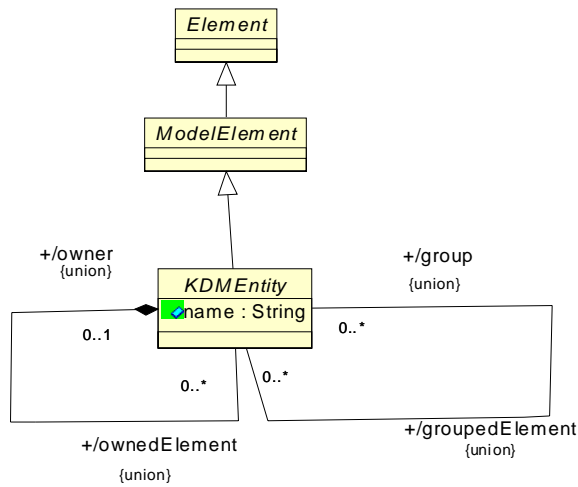 Element
ModelElement
+/owner
{union}
+/group
{union}
KDMEntity
name : String
0..1
0..*
0..*
0..*
+/ownedElement
{union}
+/groupedElement
{union}